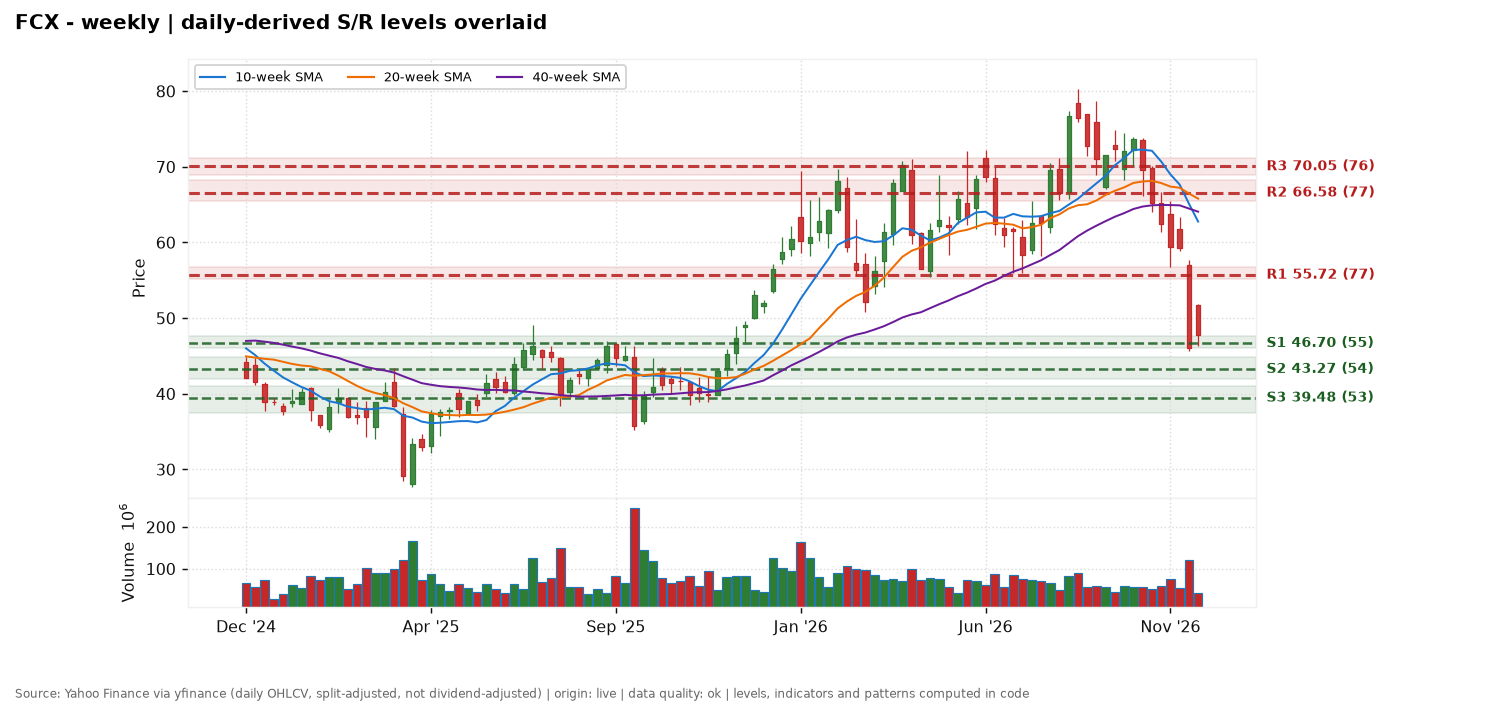 FCX - weekly | daily-derived S/R levels overlaid
10-week SMA
20-week SMA
40-week SMA
Price
80
70
60
50
40
30
R3 70.05 (76)
R2 66.58 (77)
R1 55.72 (77)
S1 46.70 (55)
S2 43.27 (54)
S3 39.48 (53)
Volume 10⁶
200
100
Dec '24
Apr '25
Sep '25
Jan '26
Jun '26
Nov '26
Source: Yahoo Finance via yfinance (daily OHLCV, split-adjusted, not dividend-adjusted) | origin: live | data quality: ok | levels, indicators and patterns computed in code